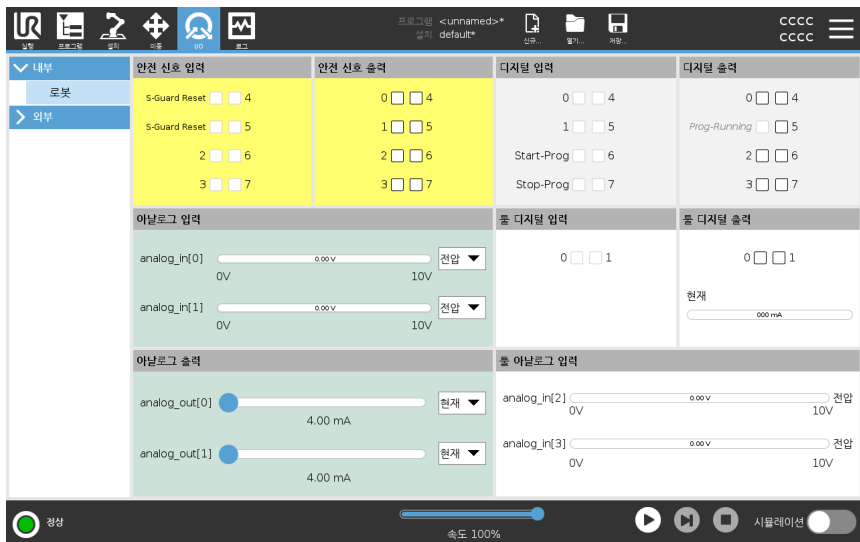 UR
프로그램 <unnamed>*
설치 default*
cccc
cccc
실행 프로그램 설치 이동 I/O 로그 신규... 열기... 저장...
내부
로봇
외부
안전 신호 입력
S-Guard Reset 4
S-Guard Reset 5
2 6
3 7
안전 신호 출력
0 4
1 5
2 6
3 7
디지털 입력
0 4
1 5
Start-Prog 6
Stop-Prog 7
디지털 출력
0 4
Prog-Running 5
2 6
3 7
아날로그 입력
analog_in[0] 0.00 V 전압
0V 10V
analog_in[1] 0.00 V 전압
0V 10V
툴 디지털 입력
0 1
툴 디지털 출력
0 1
현재
000 mA
아날로그 출력
analog_out[0] 현재
4.00 mA
analog_out[1] 현재
4.00 mA
툴 아날로그 입력
analog_in[2] 0.00 V 전압
0V 10V
analog_in[3] 0.00 V 전압
0V 10V
정상
속도 100%
시뮬레이션